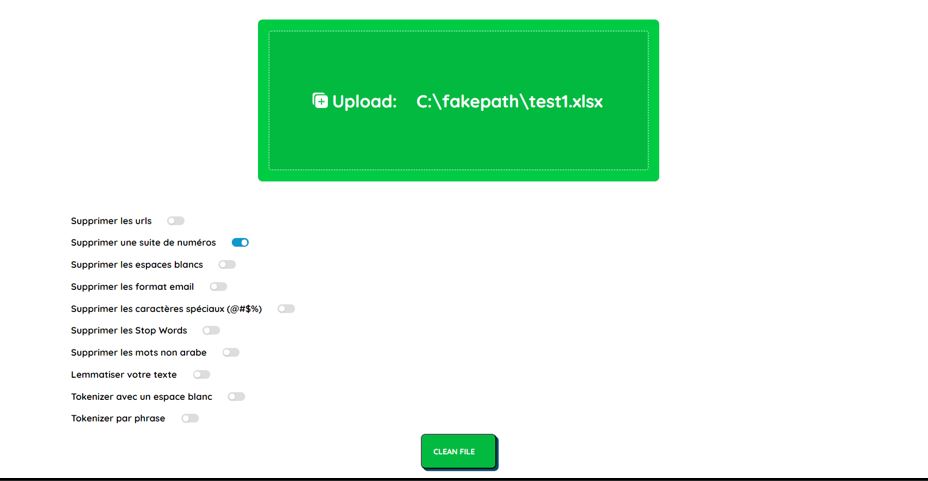 Upload: C:\fakepath\test1.xlsx
Supprimer les urls
Supprimer une suite de numéros
Supprimer les espaces blancs
Supprimer les format email
Supprimer les caractères spéciaux (@#$%)
Supprimer les Stop Words
Supprimer les mots non arabe
Lemmatiser votre texte
Tokenizer avec un espace blanc
Tokenizer par phrase
CLEAN FILE